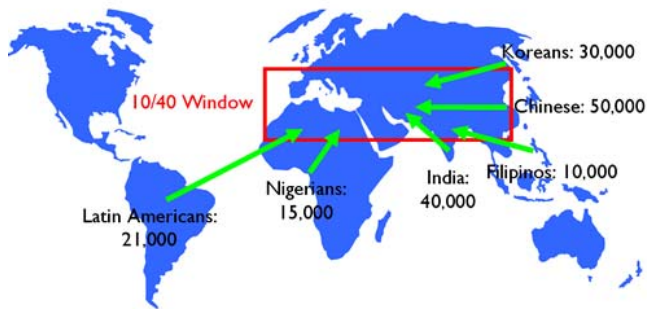 Koreans: 30,000
10/40 Window
Chinese: 50,000
Nigerians:
15,000
India:
40,000
Filipinos: 10,000
Latin Americans:
21,000